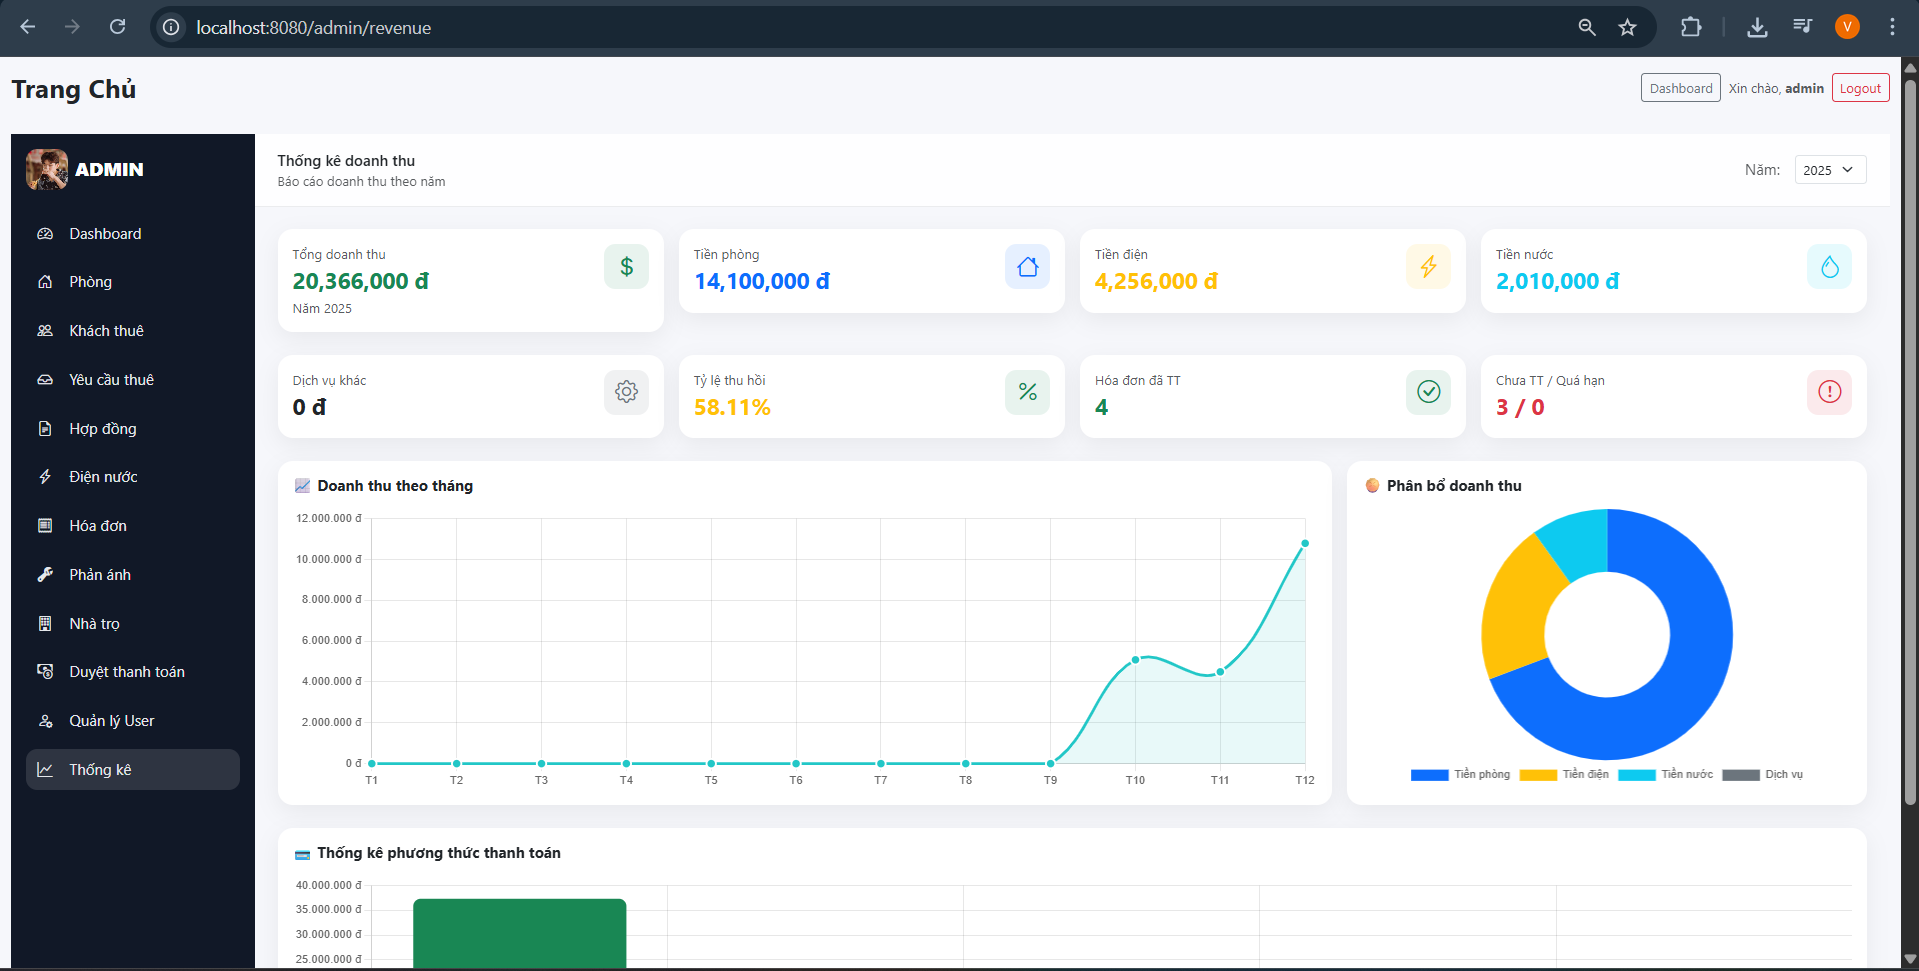 localhost:8080/admin/revenue
V
Trang Chủ
Dashboard Xin chào, admin Logout
ADMIN
Dashboard
Phòng
Khách thuê
Yêu cầu thuê
Hợp đồng
Điện nước
Hóa đơn
Phản ánh
Nhà trọ
Duyệt thanh toán
Quản lý User
Thống kê
Thống kê doanh thu
Báo cáo doanh thu theo năm
Năm: 2025
Tổng doanh thu
20,366,000 đ
Năm 2025
$
Tiền phòng
14,100,000 đ
Tiền điện
4,256,000 đ
Tiền nước
2,010,000 đ
Dịch vụ khác
0 đ
Tỷ lệ thu hồi
58.11%
%
Hóa đơn đã TT
4
Chưa TT / Quá hạn
3 / 0
Doanh thu theo tháng
12.000.000 đ
10.000.000 đ
8.000.000 đ
6.000.000 đ
4.000.000 đ
2.000.000 đ
0 đ
T1 T2 T3 T4 T5 T6 T7 T8 T9 T10 T11 T12
Phân bổ doanh thu
Tiền phòng Tiền điện Tiền nước Dịch vụ
Thống kê phương thức thanh toán
40.000.000 đ
35.000.000 đ
30.000.000 đ
25.000.000 đ